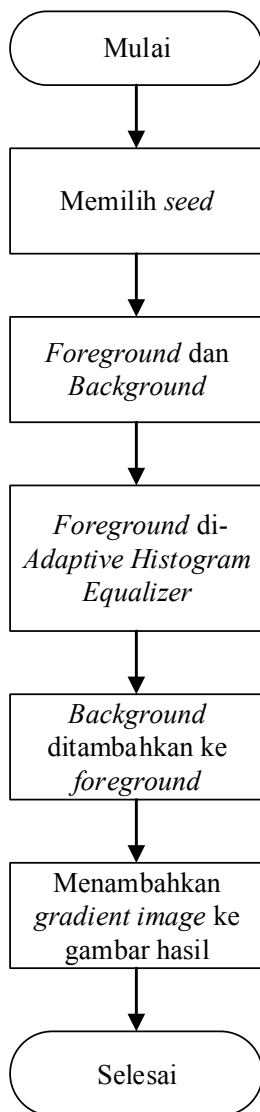 Mulai
Memilih seed
Foreground dan
Background
Foreground di-
Adaptive Histogram
Equalizer
Background
ditambahkan ke
foreground
Menambahkan
gradient image ke
gambar hasil
Selesai